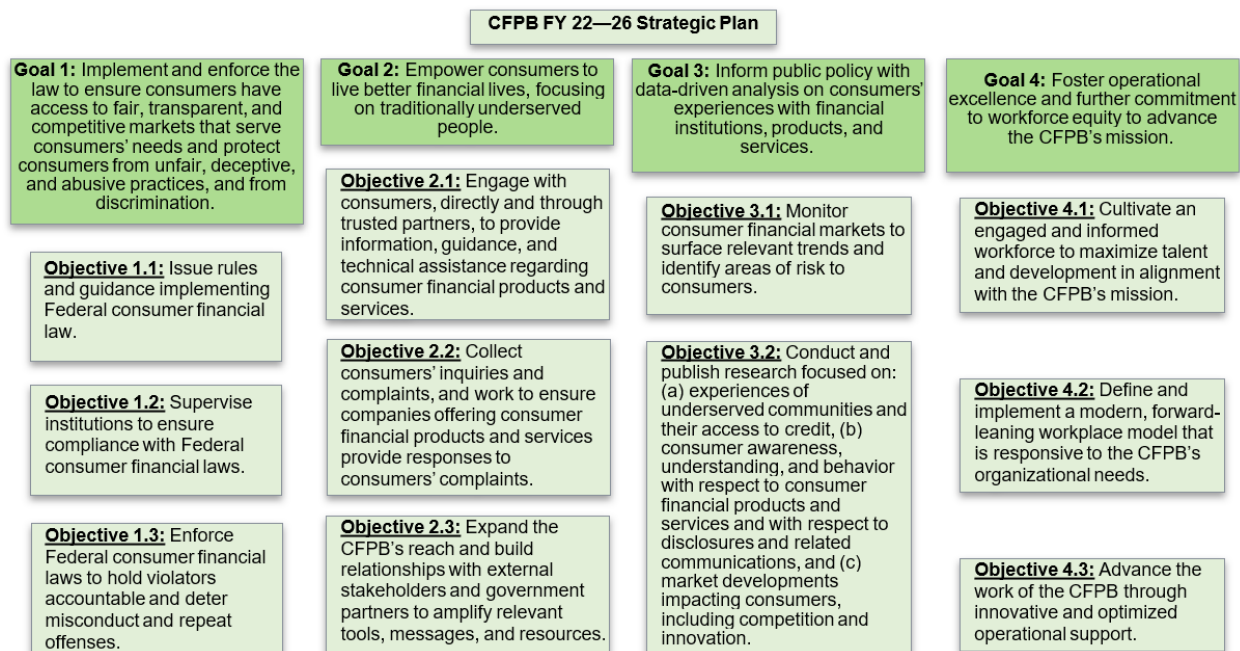 CFPB FY 22—26 Strategic Plan
Goal 1: Implement and enforce the
law to ensure consumers have
access to fair, transparent, and
competitive markets that serve
consumers' needs and protect
consumers from unfair, deceptive,
and abusive practices, and from
discrimination.
Objective 1.1: Issue rules
and guidance implementing
Federal consumer financial
law.
Objective 1.2: Supervise
institutions to ensure
compliance with Federal
consumer financial laws.
Objective 1.3: Enforce
Federal consumer financial
laws to hold violators
accountable and deter
misconduct and repeat
offenses.
Goal 2: Empower consumers to
live better financial lives, focusing
on traditionally underserved
people.
Objective 2.1: Engage with
consumers, directly and through
trusted partners, to provide
information, guidance, and
technical assistance regarding
consumer financial products and
services.
Objective 2.2: Collect
consumers' inquiries and
complaints, and work to ensure
companies offering consumer
financial products and services
provide responses to
consumers' complaints.
Objective 2.3: Expand the
CFPB's reach and build
relationships with external
stakeholders and government
partners to amplify relevant
tools, messages, and resources.
Goal 3: Inform public policy with
data-driven analysis on consumers'
experiences with financial
institutions, products, and
services.
Objective 3.1: Monitor
consumer financial markets to
surface relevant trends and
identify areas of risk to
consumers.
Objective 3.2: Conduct and
publish research focused on:
(a) experiences of
underserved communities and
their access to credit, (b)
consumer awareness,
understanding, and behavior
with respect to consumer
financial products and
services and with respect to
disclosures and related
communications, and (c)
market developments
impacting consumers,
including competition and
innovation.
Goal 4: Foster operational
excellence and further commitment
to workforce equity to advance
the CFPB's mission.
Objective 4.1: Cultivate an
engaged and informed
workforce to maximize talent
and development in alignment
with the CFPB's mission.
Objective 4.2: Define and
implement a modern, forward-
leaning workplace model that
is responsive to the CFPB's
organizational needs.
Objective 4.3: Advance the
work of the CFPB through
innovative and optimized
operational support.